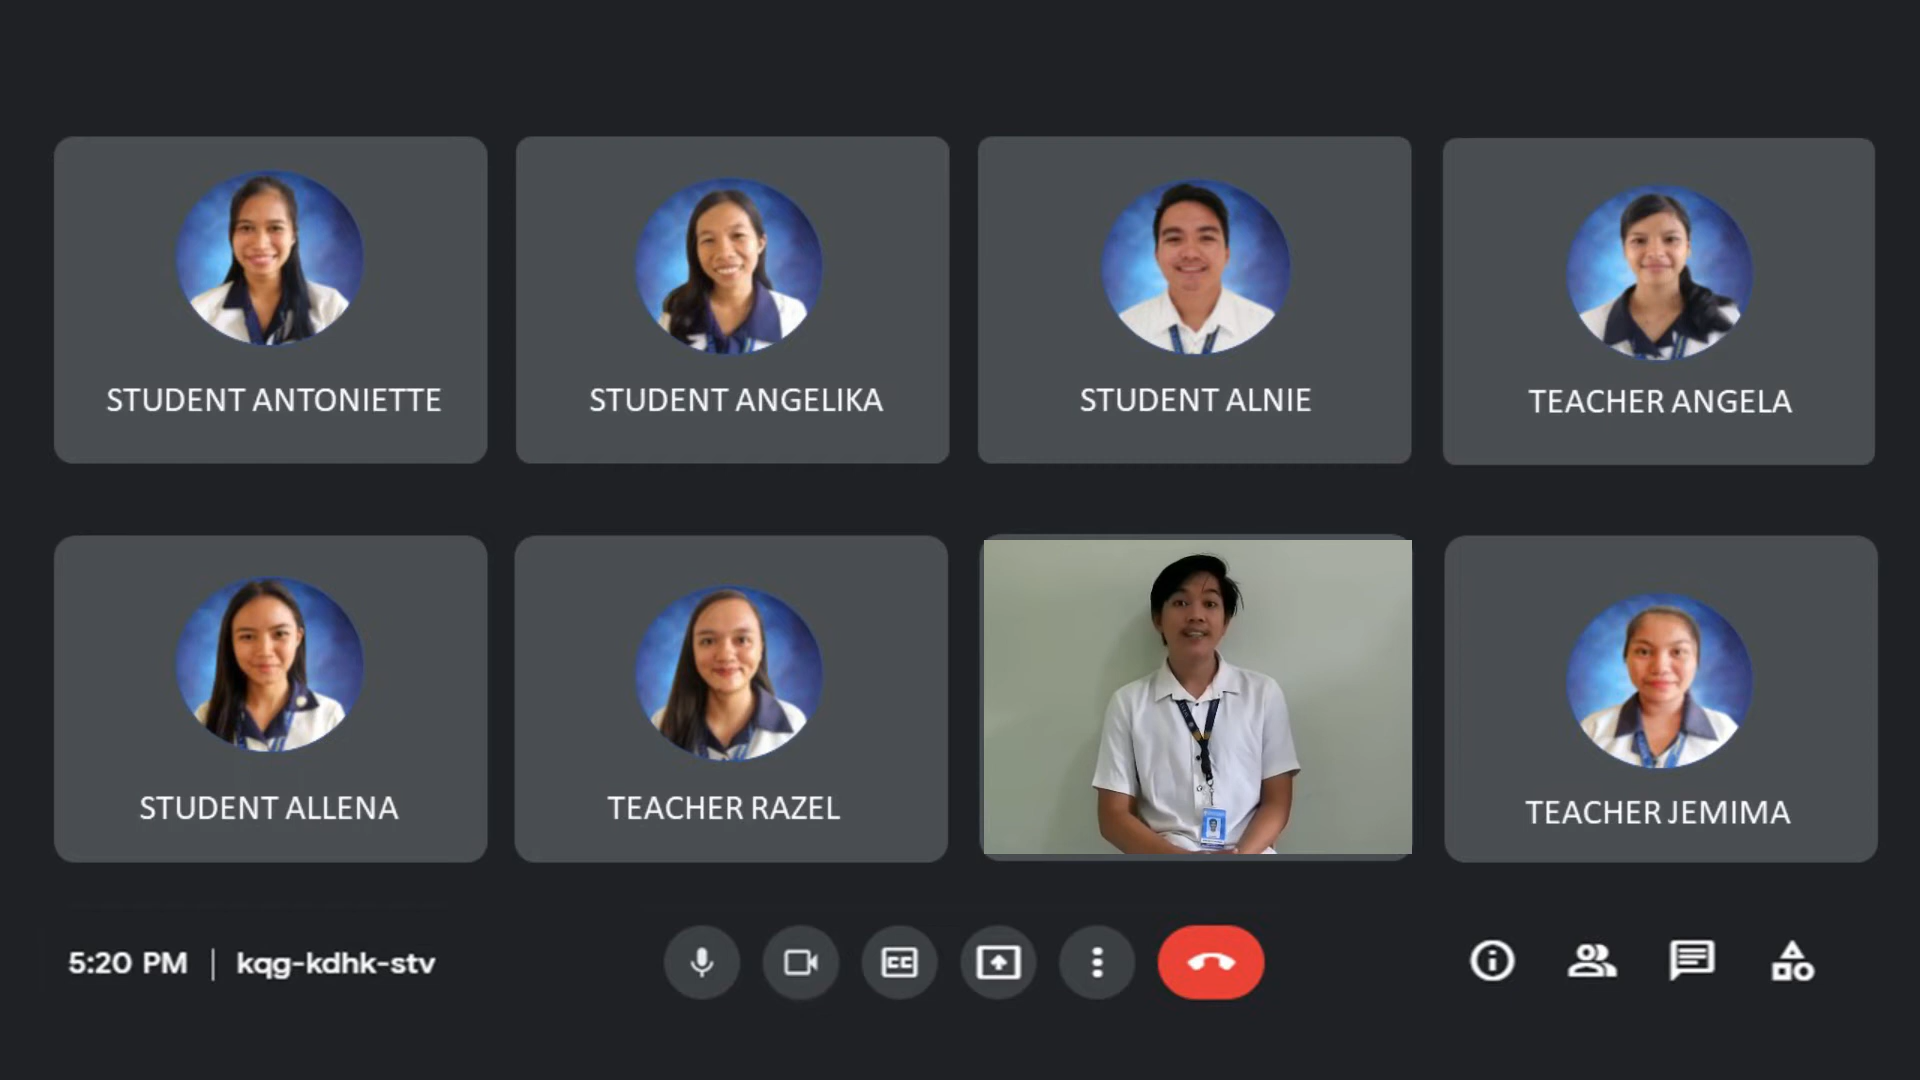 STUDENT ANTONIETTE
STUDENT ANGELIKA
STUDENT ALNIE
TEACHER ANGELA
STUDENT ALLENA
TEACHER RAZEL
TEACHER JEMIMA
5:20 PM | kqg-kdhk-stv
CC